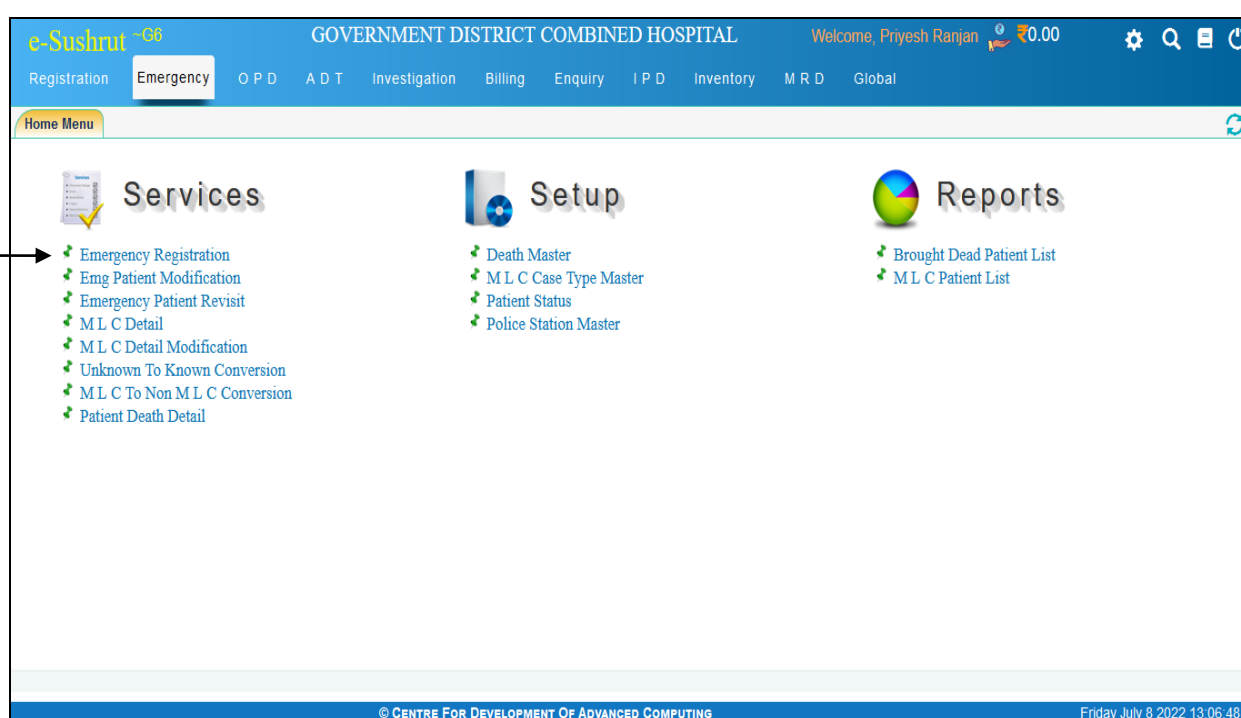 e-Sushrut ~G6 GOVERNMENT DISTRICT COMBINED HOSPITAL Welcome, Priyesh Ranjan ₹0.00
Registration Emergency O P D A D T Investigation Billing Enquiry I P D Inventory M R D Global
Home Menu
Services
Emergency Registration
Emg Patient Modification
Emergency Patient Revisit
M L C Detail
M L C Detail Modification
Unknown To Known Conversion
M L C To Non M L C Conversion
Patient Death Detail
Setup
Death Master
M L C Case Type Master
Patient Status
Police Station Master
Reports
Brought Dead Patient List
M L C Patient List
© CENTRE FOR DEVELOPMENT OF ADVANCED COMPUTING Friday July 8 2022 13:06:48